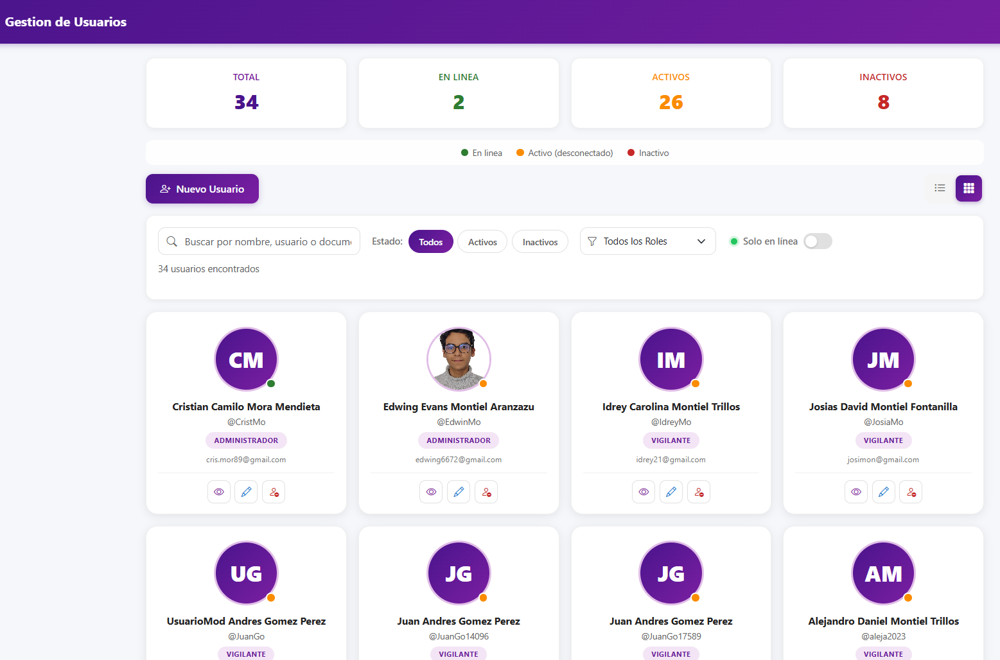 Gestion de Usuarios
TOTAL
34
EN LINEA
2
ACTIVOS
26
INACTIVOS
8
En linea
Activo (desconectado)
Inactivo
Nuevo Usuario
Buscar por nombre, usuario o docum
Estado:
Todos
Activos
Inactivos
Todos los Roles
Solo en línea
34 usuarios encontrados
CM
Cristian Camilo Mora Mendieta
@CristMo
ADMINISTRADOR
cris.mor89@gmail.com
Edwing Evans Montiel Aranzazu
@EdwinMo
ADMINISTRADOR
edwing6672@gmail.com
IM
Idrey Carolina Montiel Trillos
@IdreyMo
VIGILANTE
idrey21@gmail.com
JM
Josias David Montiel Fontanilla
@JosiaMo
VIGILANTE
josimon@gmail.com
UG
UsuarioMod Andres Gomez Perez
@JuanGo
VIGILANTE
JG
Juan Andres Gomez Perez
@JuanGo14096
VIGILANTE
JG
Juan Andres Gomez Perez
@JuanGo17589
VIGILANTE
AM
Alejandro Daniel Montiel Trillos
@aleja2023
VIGILANTE